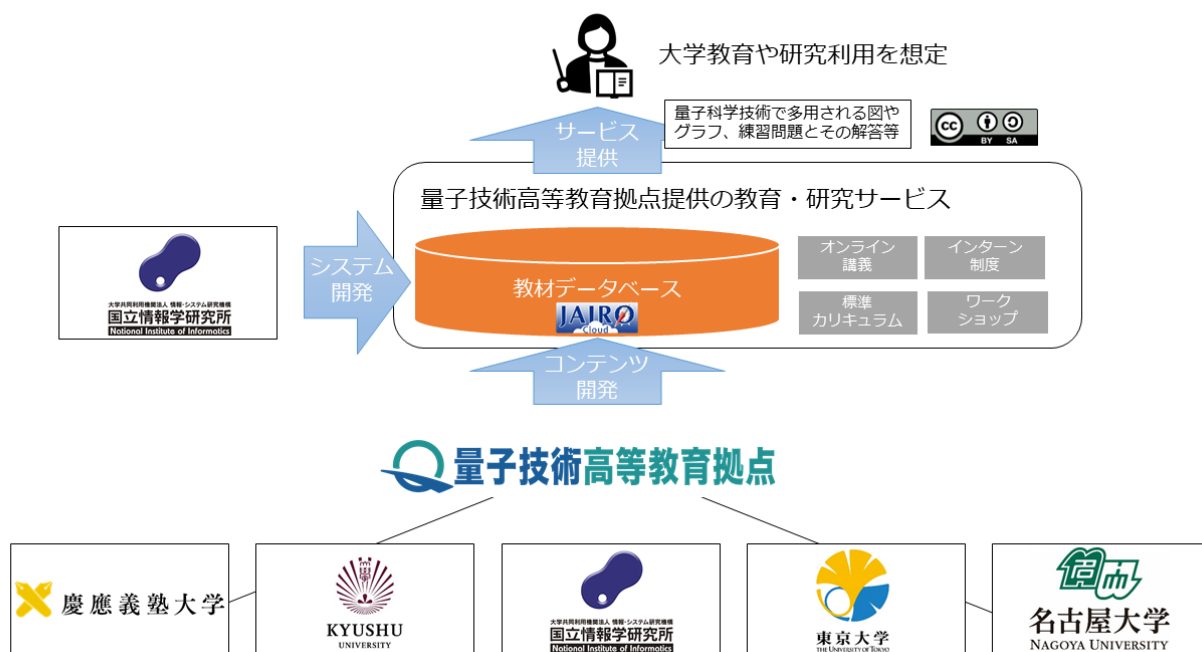 大学教育や研究利用を想定
サービス
提供
量子科学技術で多用される図や
グラフ、練習問題とその解答等
cc
BY SA
量子技術高等教育拠点提供の教育・研究サービス
大学共同利用機関法人 情報・システム研究機構
国立情報学研究所
National Institute of Informatics
システム
開発
教材データベース
JAIRO
Cloud
オンライン
講義
インターン
制度
標準
カリキュラム
ワーク
ショップ
コンテンツ
開発
量子技術高等教育拠点
慶應義塾大学
KYUSHU
UNIVERSITY
大学共同利用機関法人 情報・システム研究機構
国立情報学研究所
National Institute of Informatics
東京大学
THE UNIVERSITY OF TOKYO
名古屋大学
NAGOYA UNIVERSITY